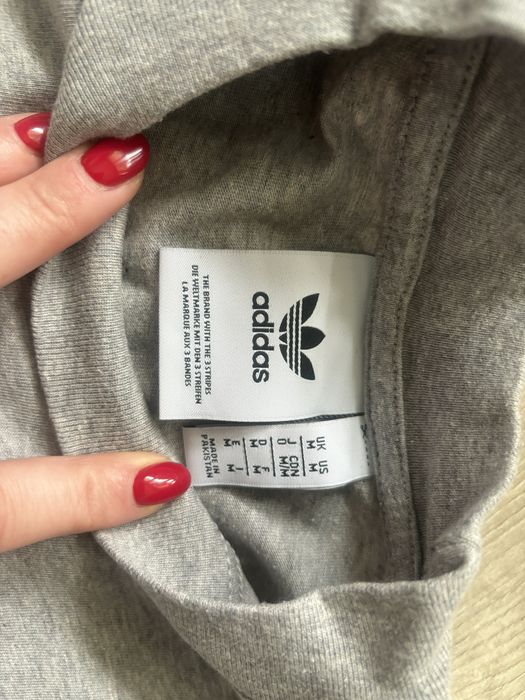 adidas
THE BRAND WITH THE 3 STRIPES
DIE WELTMARKE MIT DEN 3 STREIFEN
LA MARQUE AUX 3 BANDES
UK US
M M
J CDN
O M/M
D F
M M
E I
M M
MADE IN
PAKISTAN